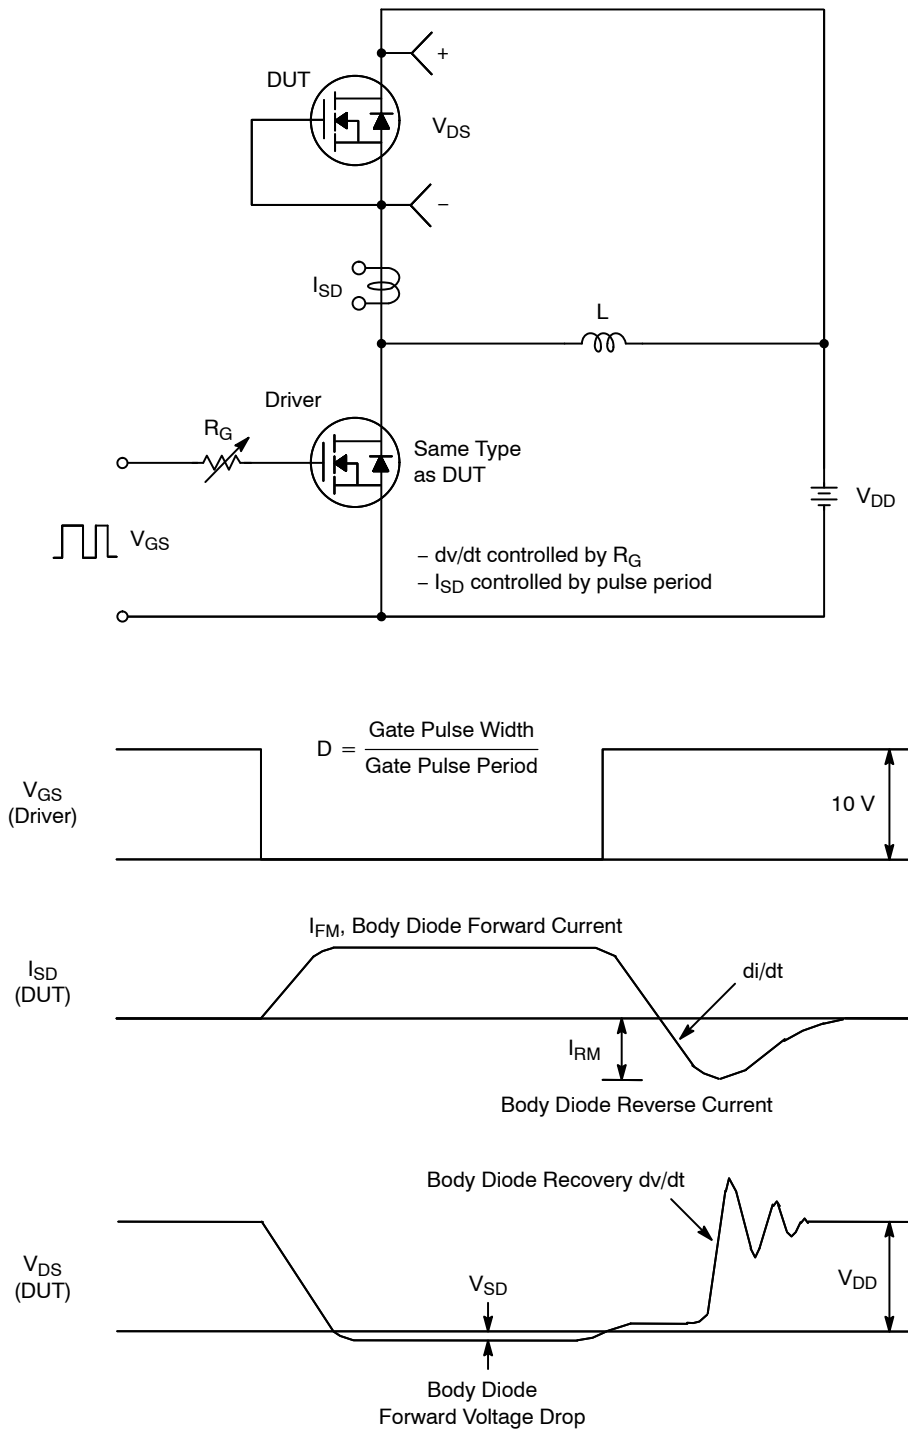 +
DUT
V_DS
−
I_SD
L
Driver
R_G
Same Type
as DUT
V_DD
V_GS
− dv/dt controlled by R_G
− I_SD controlled by pulse period
D = Gate Pulse Width
Gate Pulse Period
V_GS
(Driver)
10 V
I_FM, Body Diode Forward Current
I_SD
(DUT)
di/dt
I_RM
Body Diode Reverse Current
Body Diode Recovery dv/dt
V_DS
(DUT)
V_SD
V_DD
Body Diode
Forward Voltage Drop